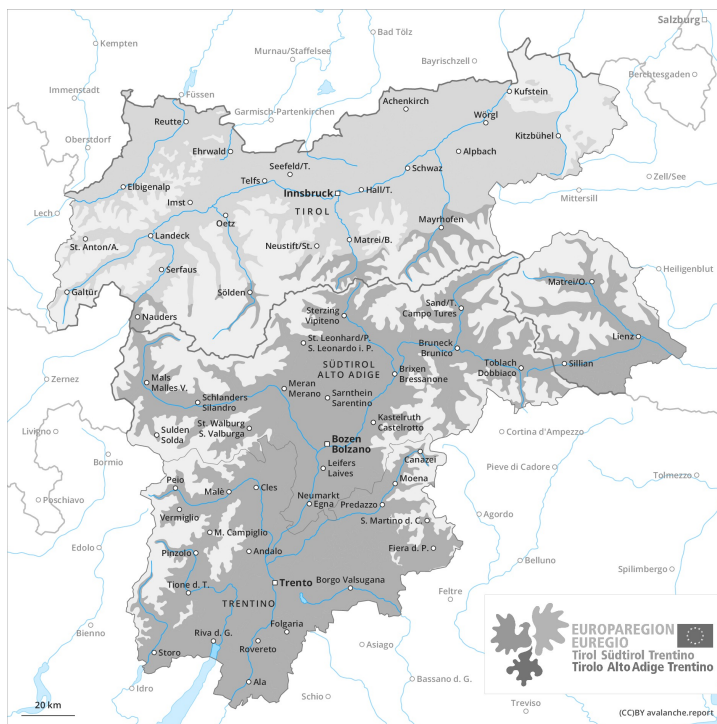 Salzburg
Kempten
Bad Tölz
Murnau/Staffelsee
Bayrischzell
Berchtesgaden
Immenstadt
Füssen
Kufstein
Achenkirch
Garmisch-Partenkirchen
Reutte
Wörgl
Oberstdorf
Kitzbühel
Ehrwald
Alpbach
Seefeld/T.
Schwaz
Telfs
Zell/See
Elbigenalp
Innsbruck
Hall/T.
Mittersill
Imst
TIROL
Lech
Oetz
Mayrhofen
Landeck
St. Anton/A.
Neustift/St.
Matrei/B.
Serfaus
Heiligenblut
Matrei/O.
Galtür
Sölden
Nauders
Sand/T.
Campo Tures
Sterzing
Vipiteno
Lienz
St. Leonhard/P.
S. Leonardo i. P.
Bruneck
Brunico
Toblach
Dobbiaco
Sillian
SÜDTIROL
ALTO ADIGE
Brixen
Bressanone
Mals
Malles V.
Zernez
Meran
Merano
Sarnthein
Sarentino
Schlanders
Silandro
Kastelruth
Castelrotto
St. Walburg
S. Valburga
Livigno
Sulden
Solda
Cortina d'Ampezzo
Bozen
Bolzano
Bormio
Canazei
Leifers
Laives
Pieve di Cadore
Tolmezzo
Moena
Peio
Malè
Cles
Poschiavo
Neumarkt
Egna
Predazzo
Vermiglio
Agordo
S. Martino d. C.
M. Campiglio
Edolo
Pinzolo
Andalo
Fiera d. P.
Belluno
Spilimbergo
Tione d. T.
Trento
Borgo Valsugana
Feltre
TRENTINO
Folgaria
Bienno
Riva d. G.
Rovereto
Asiago
Storo
Ala
Bassano d. G.
Idro
Schio
Treviso
EUROPAREGION
EUREGIO
Tirol Südtirol Trentino
Tirolo Alto Adige Trentino
20 km
(CC)BY avalanche.report